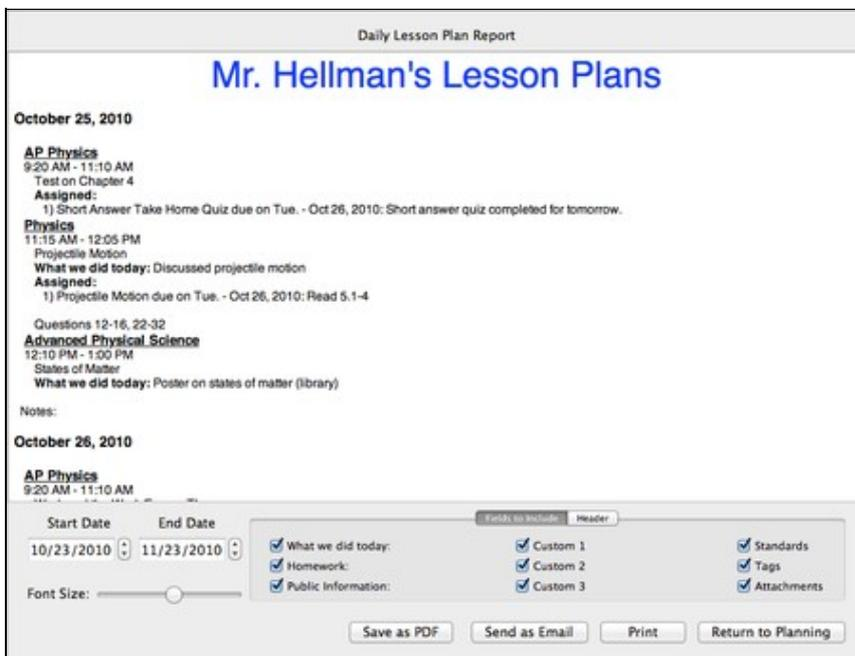 Daily Lesson Plan Report
Mr. Hellman's Lesson Plans
October 25, 2010
AP Physics
9:20 AM - 11:10 AM
Test on Chapter 4
Assigned:
1) Short Answer Take Home Quiz due on Tue. - Oct 26, 2010: Short answer quiz completed for tomorrow.
Physics
11:15 AM - 12:05 PM
Projectile Motion
What we did today: Discussed projectile motion
Assigned:
1) Projectile Motion due on Tue. - Oct 26, 2010: Read 5.1-4
Questions 12-16, 22-32
Advanced Physical Science
12:10 PM - 1:00 PM
States of Matter
What we did today: Poster on states of matter (library)
Notes:
October 26, 2010
AP Physics
9:20 AM - 11:10 AM
Fields to Include Header
Start Date End Date
10/23/2010 11/23/2010
What we did today: Custom 1 Standards
Homework: Custom 2 Tags
Public Information: Custom 3 Attachments
Font Size:
Save as PDF Send as Email Print Return to Planning